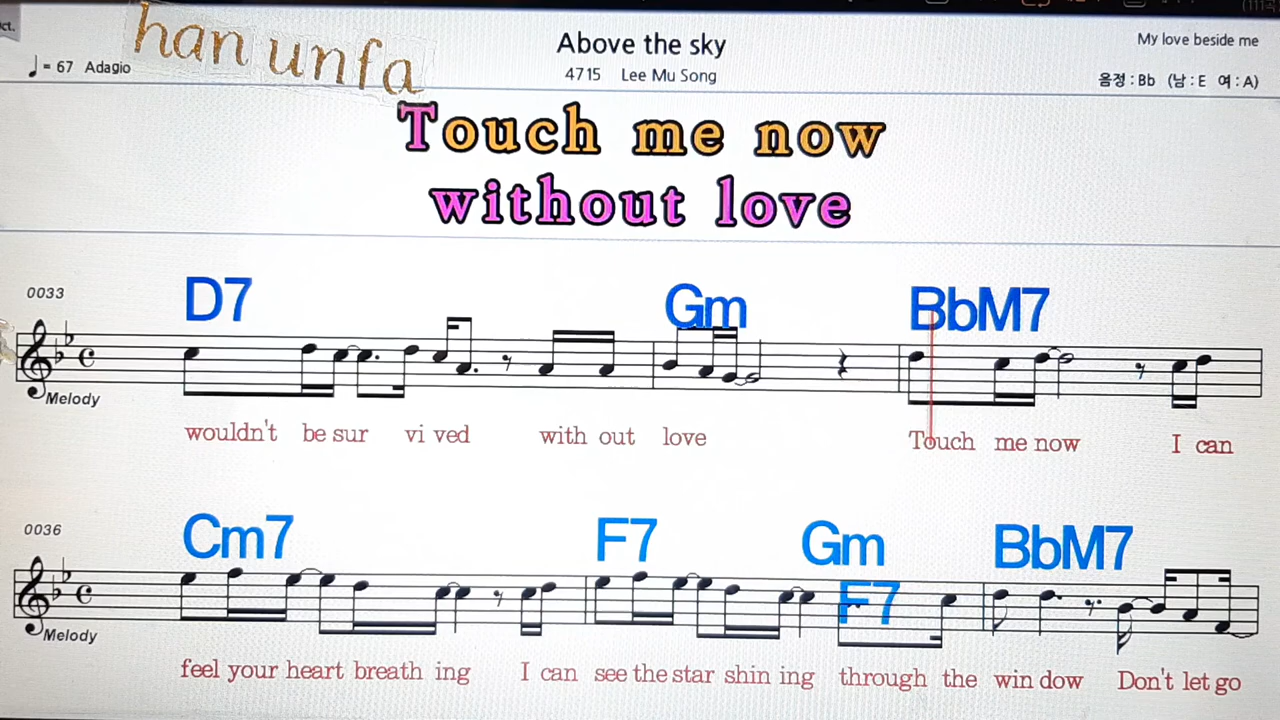 ct.
han unfa
Above the sky
My love beside me
= 67 Adagio
4715 Lee Mu Song
음정 : Bb (남 : E 여 : A)
Touch me now
without love
0033
D7 Gm BbM7
Melody
wouldn't be sur vi ved with out love Touch me now I can
0036
Cm7 F7 Gm BbM7
F7
Melody
feel your heart breath ing I can see the star shin ing through the win dow Don't let go